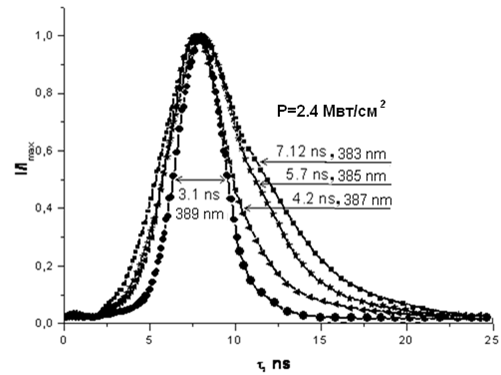 I/I max
1,0
0,8
0,6
0,4
0,2
0,0
P=2.4 Мвт/см²
7.12 ns, 383 nm
5.7 ns, 385 nm
4.2 ns, 387 nm
3.1 ns
389 nm
0 5 10 15 20 25
τ, ns